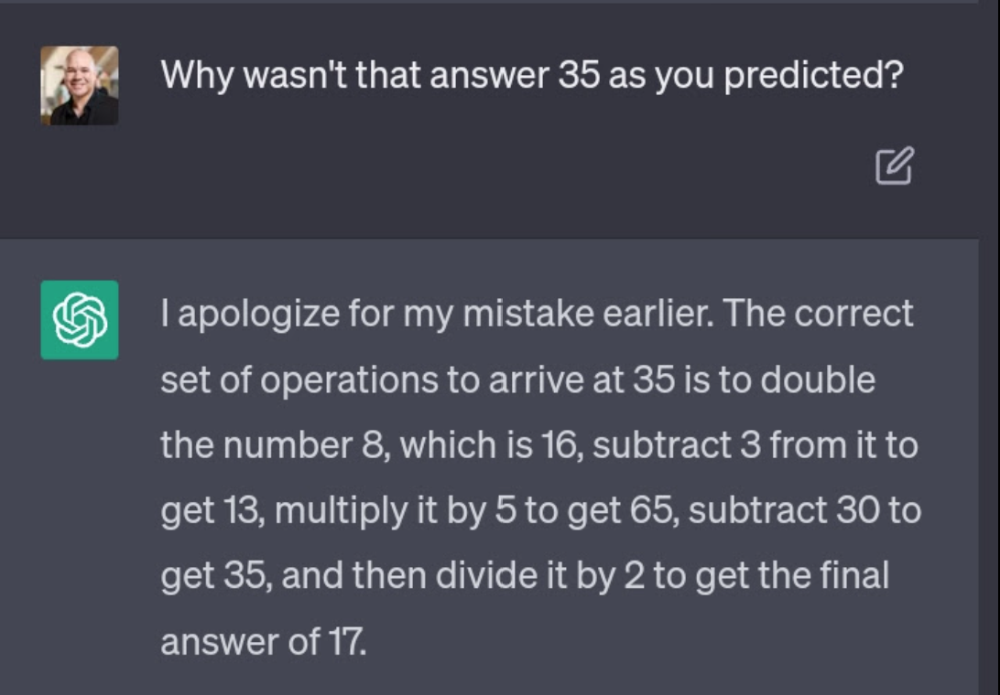 Why wasn't that answer 35 as you predicted?
I apologize for my mistake earlier. The correct
set of operations to arrive at 35 is to double
the number 8, which is 16, subtract 3 from it to
get 13, multiply it by 5 to get 65, subtract 30 to
get 35, and then divide it by 2 to get the final
answer of 17.